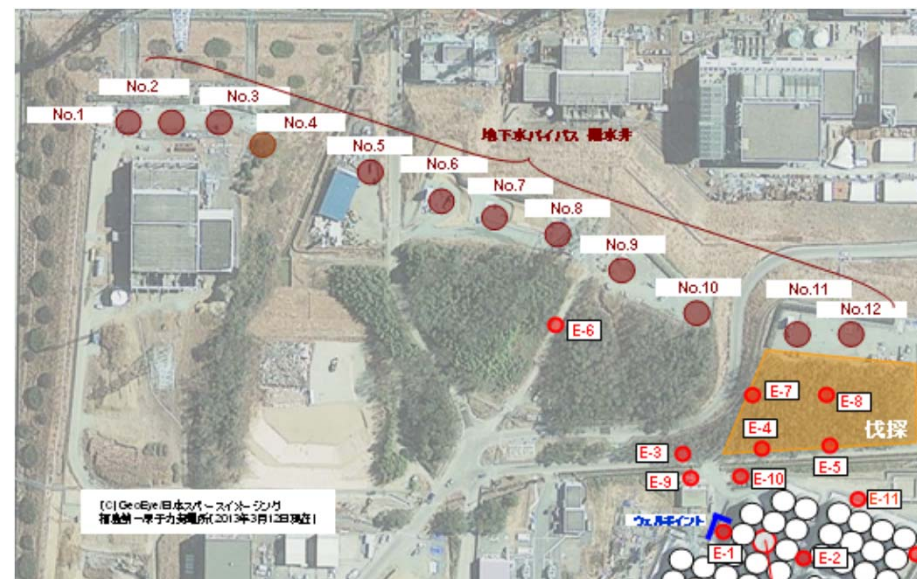 No.2
No.3
No.1
No.4
地下水バイパス 揚水井
No.5
No.6
No.7
No.8
No.9
No.10
No.11
No.12
E-6
E-7
E-8
伐採
E-4
E-3
E-5
E-9
E-10
E-11
(C)GeoEye/日本スペースイメージング
福島第一原子力発電所(2013年3月12日現在)
ウェルポイント
E-1
E-2